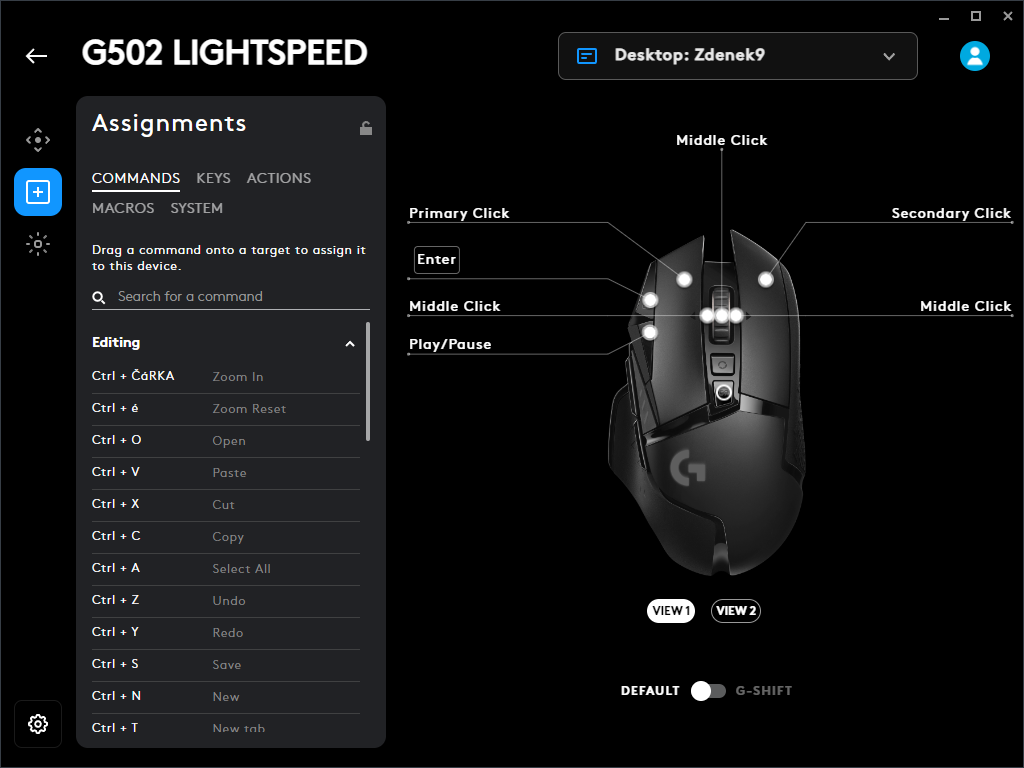 G502 LIGHTSPEED
Desktop: Zdenek9
Assignments
COMMANDS KEYS ACTIONS
MACROS SYSTEM
Drag a command onto a target to assign it
to this device.
Search for a command
Editing
Ctrl + ČáRKA Zoom In
Ctrl + é Zoom Reset
Ctrl + O Open
Ctrl + V Paste
Ctrl + X Cut
Ctrl + C Copy
Ctrl + A Select All
Ctrl + Z Undo
Ctrl + Y Redo
Ctrl + S Save
Ctrl + N New
Ctrl + T New tab
Middle Click
Primary Click
Secondary Click
Enter
Middle Click
Middle Click
Play/Pause
VIEW 1 VIEW 2
DEFAULT G-SHIFT